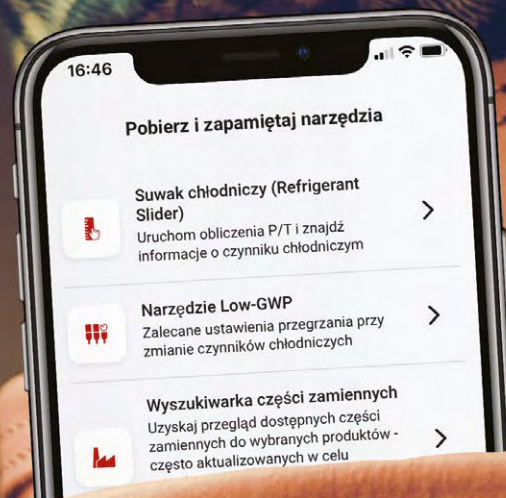 16:46
Pobierz i zapamiętaj narzędzia
Suwak chłodniczy (Refrigerant
Slider)
Uruchom obliczenia P/T i znajdź
informacje o czynniku chłodniczym
Narzędzie Low-GWP
Zalecane ustawienia przegrzania przy
zmianie czynników chłodniczych
Wyszukiwarka części zamiennych
Uzyskaj przegląd dostępnych części
zamiennych do wybranych produktów -
często aktualizowanych w celu